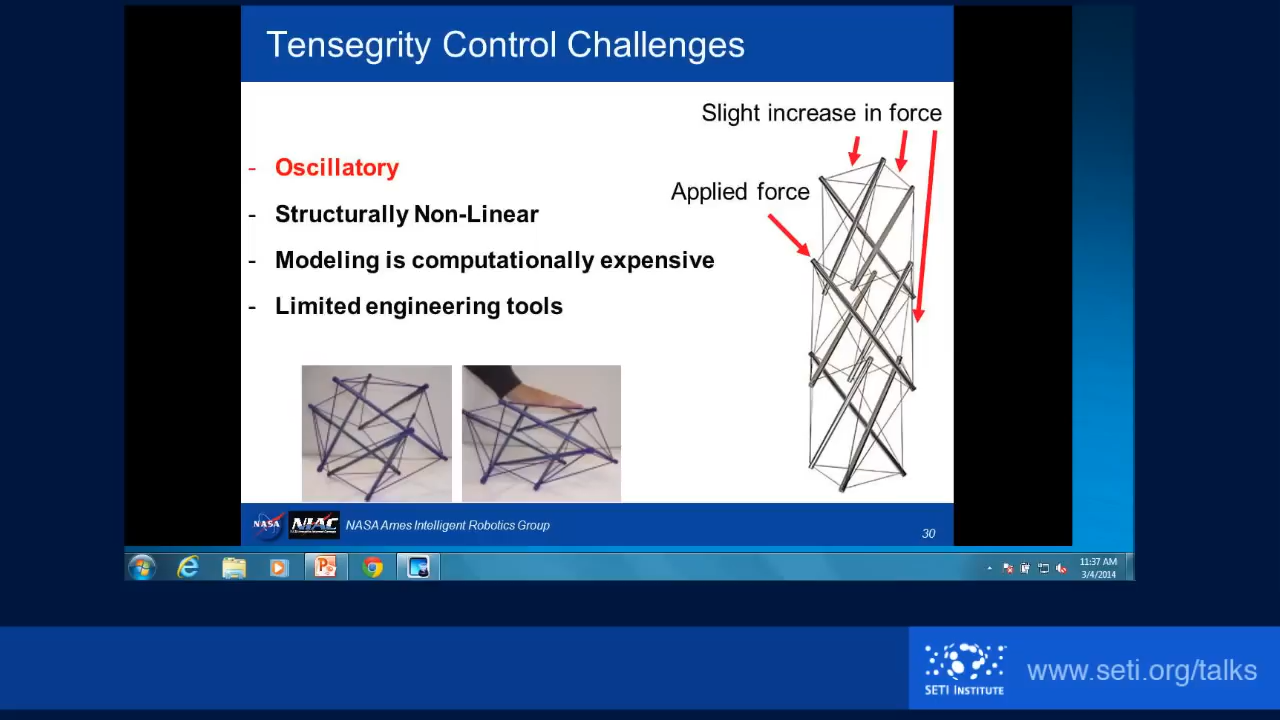 Tensegrity Control Challenges
Slight increase in force
- Oscillatory
Applied force
- Structurally Non-Linear
- Modeling is computationally expensive
- Limited engineering tools
NASA
NIAC
NASA Ames Intelligent Robotics Group
30
11:37 AM
3/4/2014
SETI INSTITUTE
www.seti.org/talks